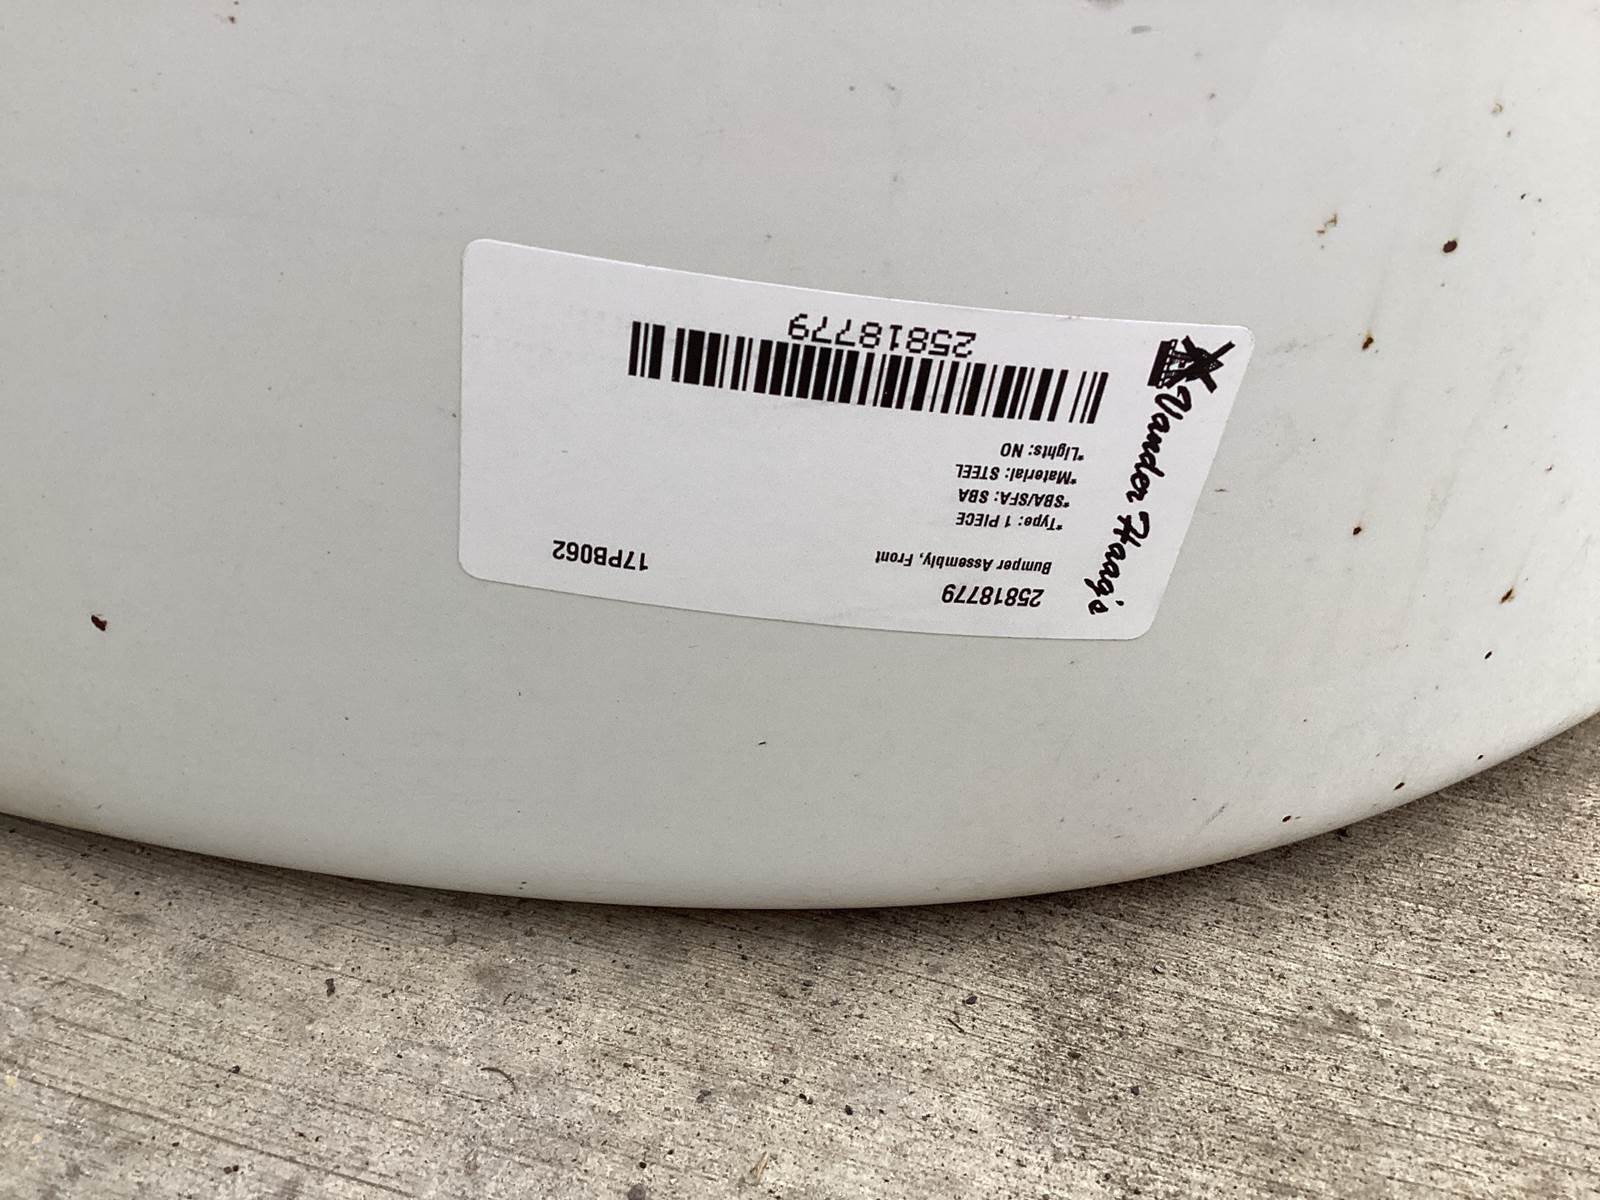 Vander Haag's
25818779
Bumper Assembly, Front
17PB062
*Type: 1 PIECE
*SBA/SFA: SBA
*Material: STEEL
*Lights: NO
25818779